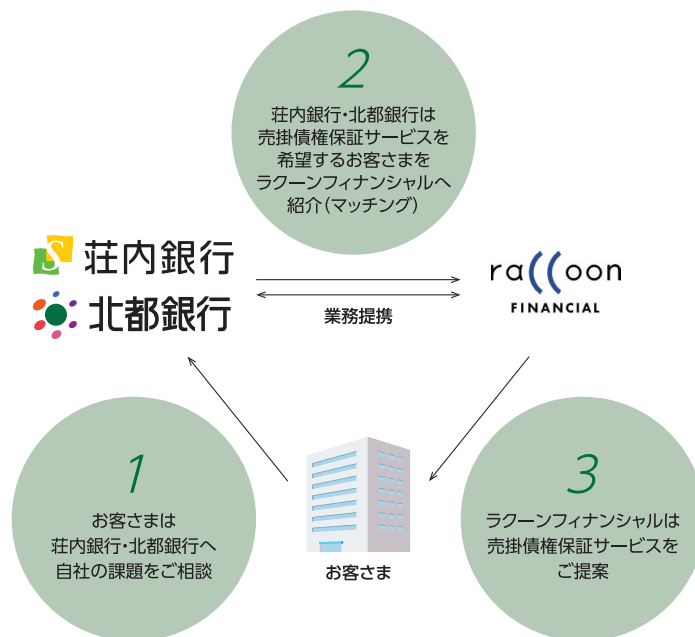 2
荘内銀行・北都銀行は
売掛債権保証サービスを
希望するお客さまを
ラクーンフィナンシャルへ
紹介(マッチング)
S
荘内銀行
北都銀行
業務提携
raccoon
FINANCIAL
1
お客さまは
荘内銀行・北都銀行へ
自社の課題をご相談
お客さま
3
ラクーンフィナンシャルは
売掛債権保証サービスを
ご提案